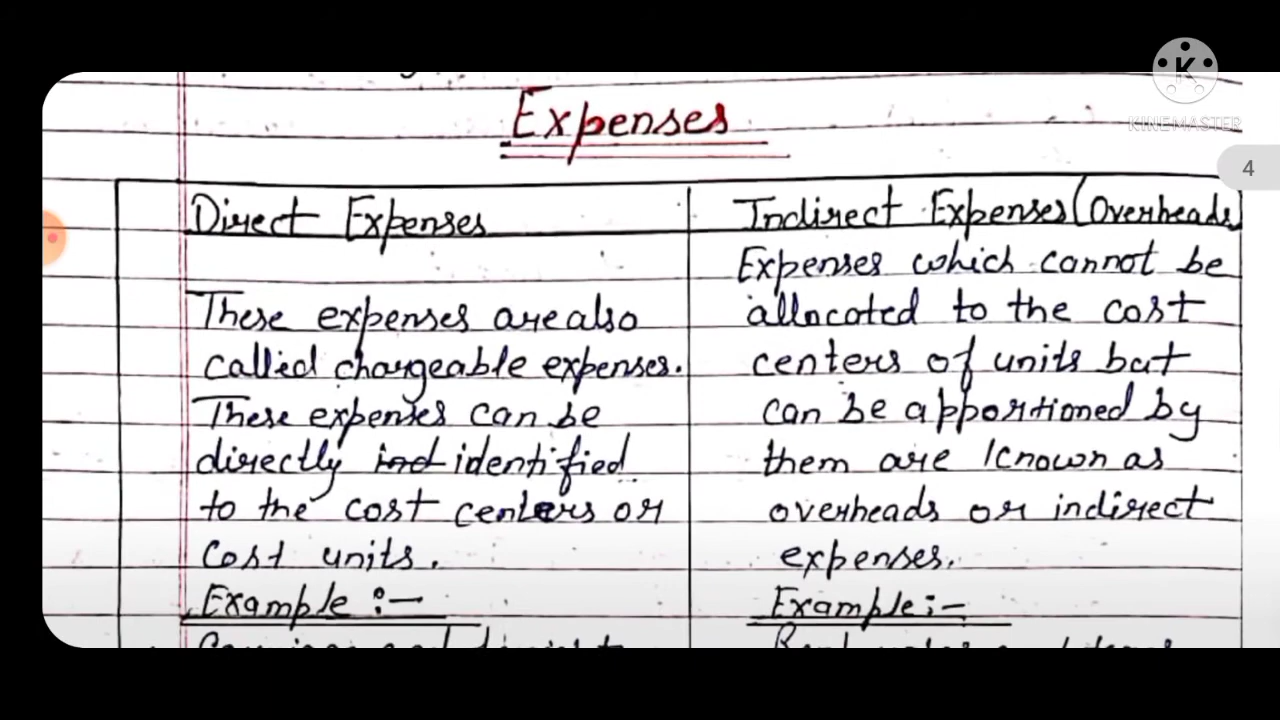 KINEMASTER
4
Expenses
Direct Expenses
These expenses are also
called chargeable expenses.
These expenses can be
directly ind identified
to the cost centers or
cost units.
Example :-
Indirect Expenses (Overheads)
Expenses which cannot be
allocated to the cost
centers of units but
can be apportioned by
them are known as
overheads or indirect
expenses.
Example :-